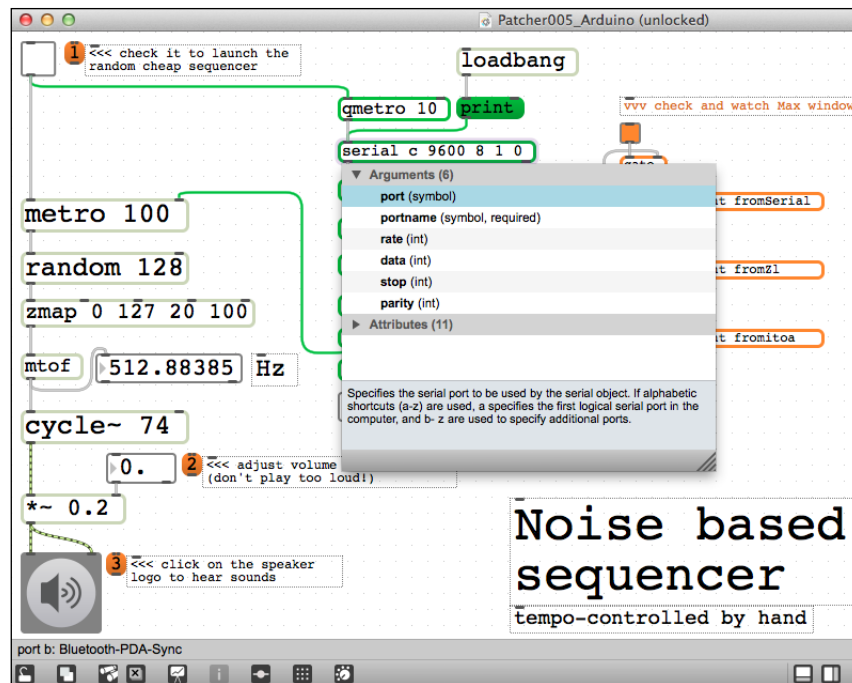 Patcher005_Arduino (unlocked)
1 <<< check it to launch the
random cheap sequencer
loadbang
qmetro 10
print
vvv check and watch Max window
serial c 9600 8 1 0
Arguments (6)
port (symbol)
portname (symbol, required)
rate (int)
data (int)
stop (int)
parity (int)
Attributes (11)
Specifies the serial port to be used by the serial object. If alphabetic
shortcuts (a-z) are used, a specifies the first logical serial port in the
computer, and b- z are used to specify additional ports.
fromSerial
fromZl
fromitoa
metro 100
random 128
zmap 0 127 20 100
mtof
512.88385
Hz
cycle~ 74
0.
2 <<< adjust volume
(don't play too loud!)
*~ 0.2
3 <<< click on the speaker
logo to hear sounds
Noise based
sequencer
tempo-controlled by hand
port b: Bluetooth-PDA-Sync